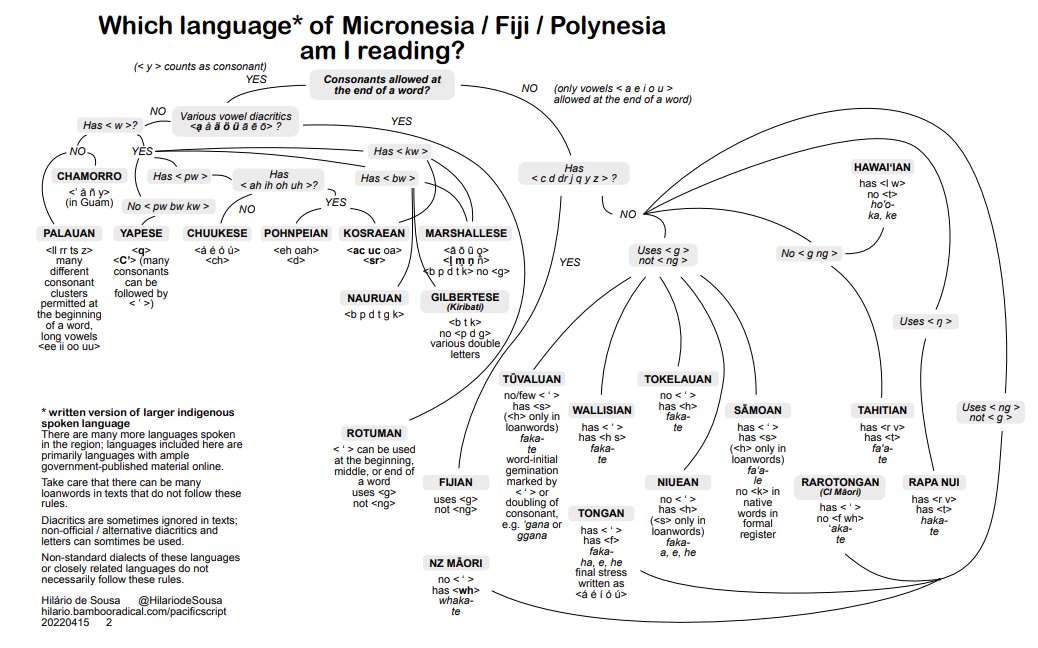 Which language* of Micronesia / Fiji / Polynesia
am I reading?
(< y > counts as consonant)
YES
Consonants allowed at
the end of a word?
NO
(only vowels < a e i o u >
allowed at the end of a word)
Has < w >?
NO
Various vowel diacritics
<ạ á ä ö ü ā ē ō> ?
YES
NO
YES
Has < kw >
CHAMORRO
<' å ñ y>
(in Guam)
Has < pw >
Has
< ah ih oh uh >?
Has < bw >
Has
< c d dr j q y z > ?
NO
YES
No < pw bw kw >
NO
HAWAI‘IAN
has <l w>
no <t>
ho‘o-
ka, ke
PALAUAN
<ll rr ts z>
many
different
consonant
clusters
permitted at
the beginning
of a word,
long vowels
<ee ii oo uu>
YAPESE
<q>
<C'> (many
consonants
can be
followed by
< ' >)
CHUUKESE
<á é ó ú>
<ch>
POHNPEIAN
<eh oah>
<d>
KOSRAEAN
<ac uc oa>
<sr>
MARSHALLESE
<ā ō ū o̧>
<ļ m̧ ņ n̄>
<b p d t k> no <g>
YES
Uses < g >
not < ng >
No < g ng >
NAURUAN
<b p d t g k>
GILBERTESE
(Kiribati)
<b t k>
no <p d g>
various double
letters
Uses < ŋ >
TŪVALUAN
no/few < ‘ >
has <s>
(<h> only in
loanwords)
faka-
te
word-initial
gemination
marked by
< ‘ > or
doubling of
consonant,
e.g. ‘gana or
ggana
WALLISIAN
has < ‘ >
has <h s>
faka-
te
TOKELAUAN
no < ‘ >
has <h>
faka-
te
SĀMOAN
has < ‘ >
has <s>
(<h> only in
loanwords)
fa‘a-
le
no <k> in
native
words in
formal
register
TAHITIAN
has <r v>
has <t>
fa‘a-
te
Uses < ng >
not < g >
* written version of larger indigenous
spoken language
There are many more languages spoken
in the region; languages included here are
primarily languages with ample
government-published material online.
Take care that there can be many
loanwords in texts that do not follow these
rules.
Diacritics are sometimes ignored in texts;
non-official / alternative diacritics and
letters can somtimes be used.
Non-standard dialects of these languages
or closely related languages do not
necessarily follow these rules.
Hilário de Sousa @HilariodeSousa
hilario.bambooradical.com/pacificscript
20220415 2
ROTUMAN
< ‘ > can be used
at the beginning,
middle, or end of
a word
uses <g>
not <ng>
FIJIAN
uses <g>
not <ng>
NIUEAN
no < ‘ >
has <h>
(<s> only in
loanwords)
faka-
a, e, he
RAROTONGAN
(CI Māori)
has < ‘ >
no <f wh>
‘aka-
te
RAPA NUI
has <r v>
has <t>
haka-
te
TONGAN
has < ‘ >
has <f>
faka-
ha, e, he
final stress
written as
<á é í ó ú>
NZ MĀORI
no < ‘ >
has <wh>
whaka-
te